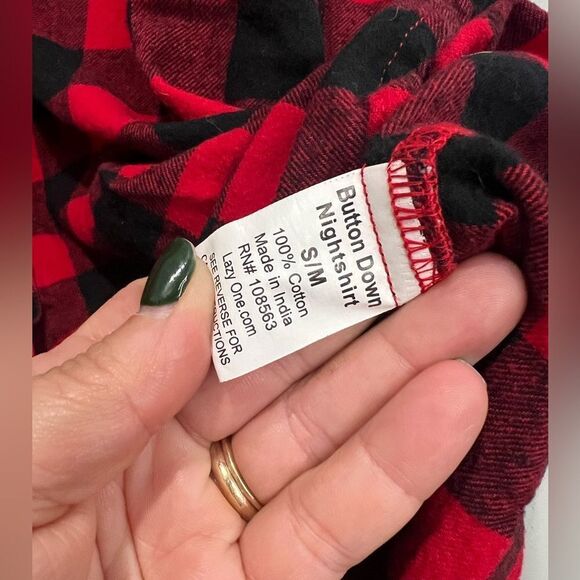 Button Down
Nightshirt
S/M
100% Cotton
Made in India
RN# 108563
Lazy One.com
SEE REVERSE FOR